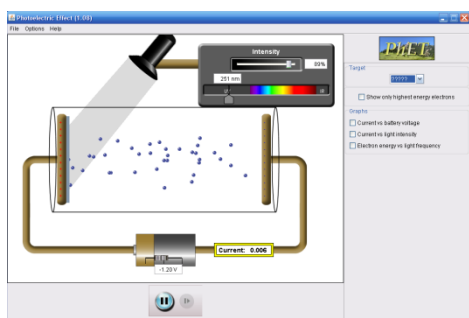 Photoelectric Effect (1.08)
File Options Help
Intensity
251 nm
PhET
Target
Show only highest energy electrons
Graphs
Current vs battery voltage
Current vs light intensity
Electron energy vs light frequency
Current: 0.006
-1.20 V